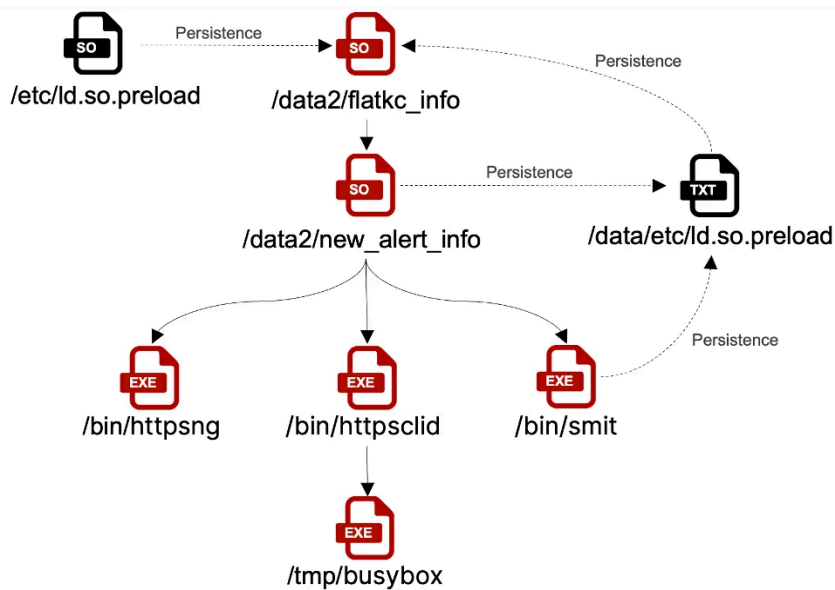 SO
Persistence
SO
Persistence
/etc/ld.so.preload
/data2/flatkc_info
SO
Persistence
TXT
/data2/new_alert_info
/data/etc/ld.so.preload
Persistence
EXE
EXE
EXE
/bin/httpsng
/bin/httpsclid
/bin/smit
EXE
/tmp/busybox